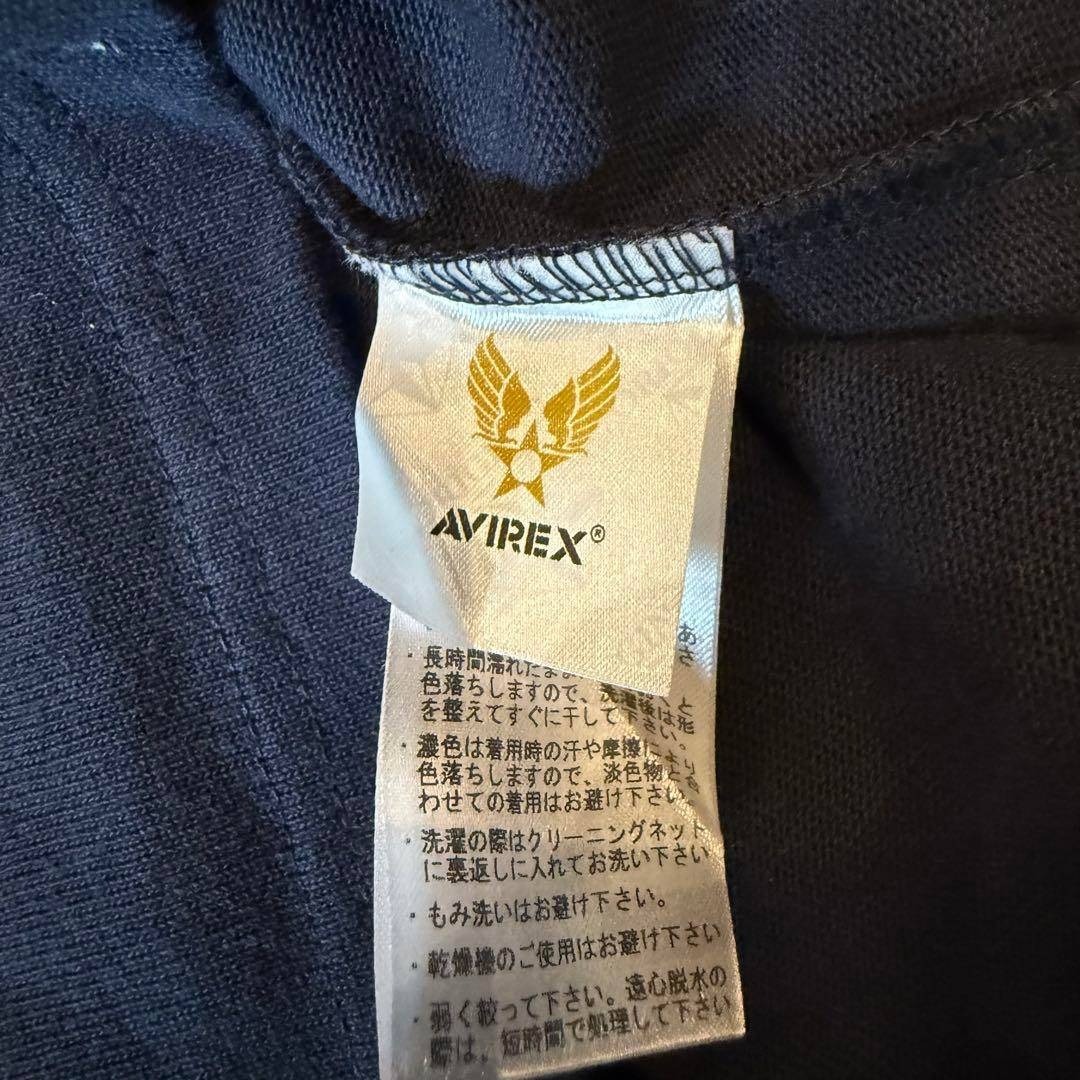 AVIREX®
あ
さ
・長時間濡れたまま と
色落ちしますので、洗濯後は形
を整えてすぐに干して下さい。
・濃色は着用時の汗や摩擦により
色落ちしますので、淡色物と
わせての着用はお避け下さい
・洗濯の際はクリーニングネット
に裏返しに入れてお洗い下さい
・もみ洗いはお避け下さい。
・乾燥機のご使用はお避け下さい
・弱く絞って下さい。遠心脱水の
際は、短時間で処理して下さい